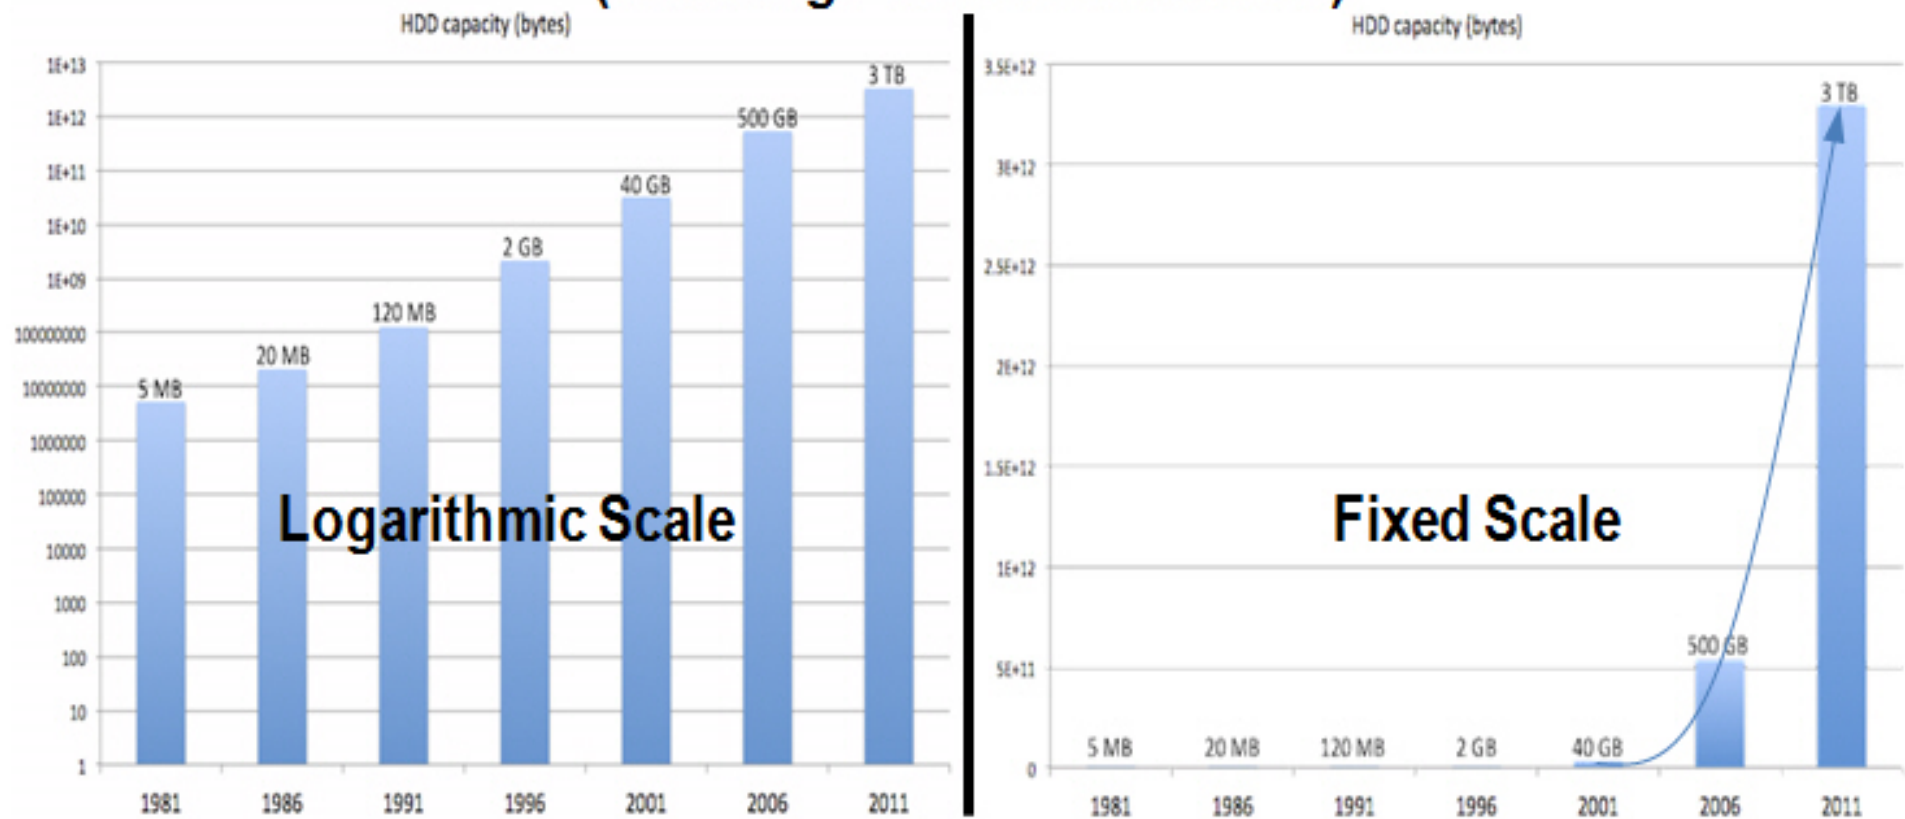 HDD capacity (bytes)
1E+13
1E+12
1E+11
1E+10
1E+09
100000000
10000000
1000000
100000
10000
1000
100
10
1
5 MB
20 MB
120 MB
2 GB
40 GB
500 GB
3 TB
Logarithmic Scale
1981 1986 1991 1996 2001 2006 2011
HDD capacity (bytes)
3.5E+12
3E+12
2.5E+12
2E+12
1.5E+12
1E+12
5E+11
0
5 MB
20 MB
120 MB
2 GB
40 GB
500 GB
3 TB
Fixed Scale
1981 1986 1991 1996 2001 2006 2011